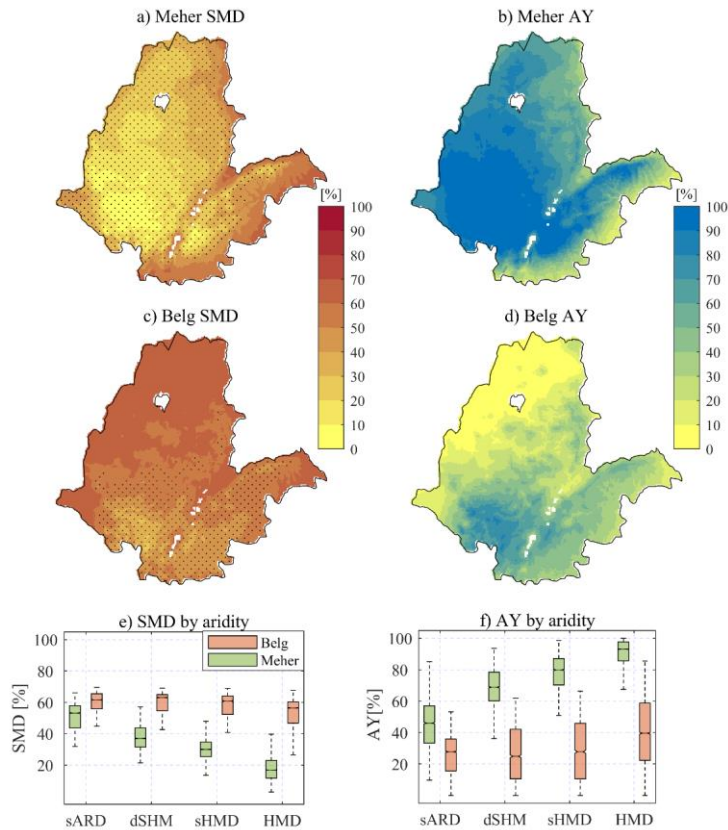 a) Meher SMD
b) Meher AY
[%]
100
90
80
70
60
50
40
30
20
10
0
[%]
100
90
80
70
60
50
40
30
20
10
0
c) Belg SMD
d) Belg AY
e) SMD by aridity
100
80
60
40
20
SMD [%]
Belg
Meher
sARD dSHM sHMD HMD
f) AY by aridity
100
80
60
40
20
AY[%]
sARD dSHM sHMD HMD